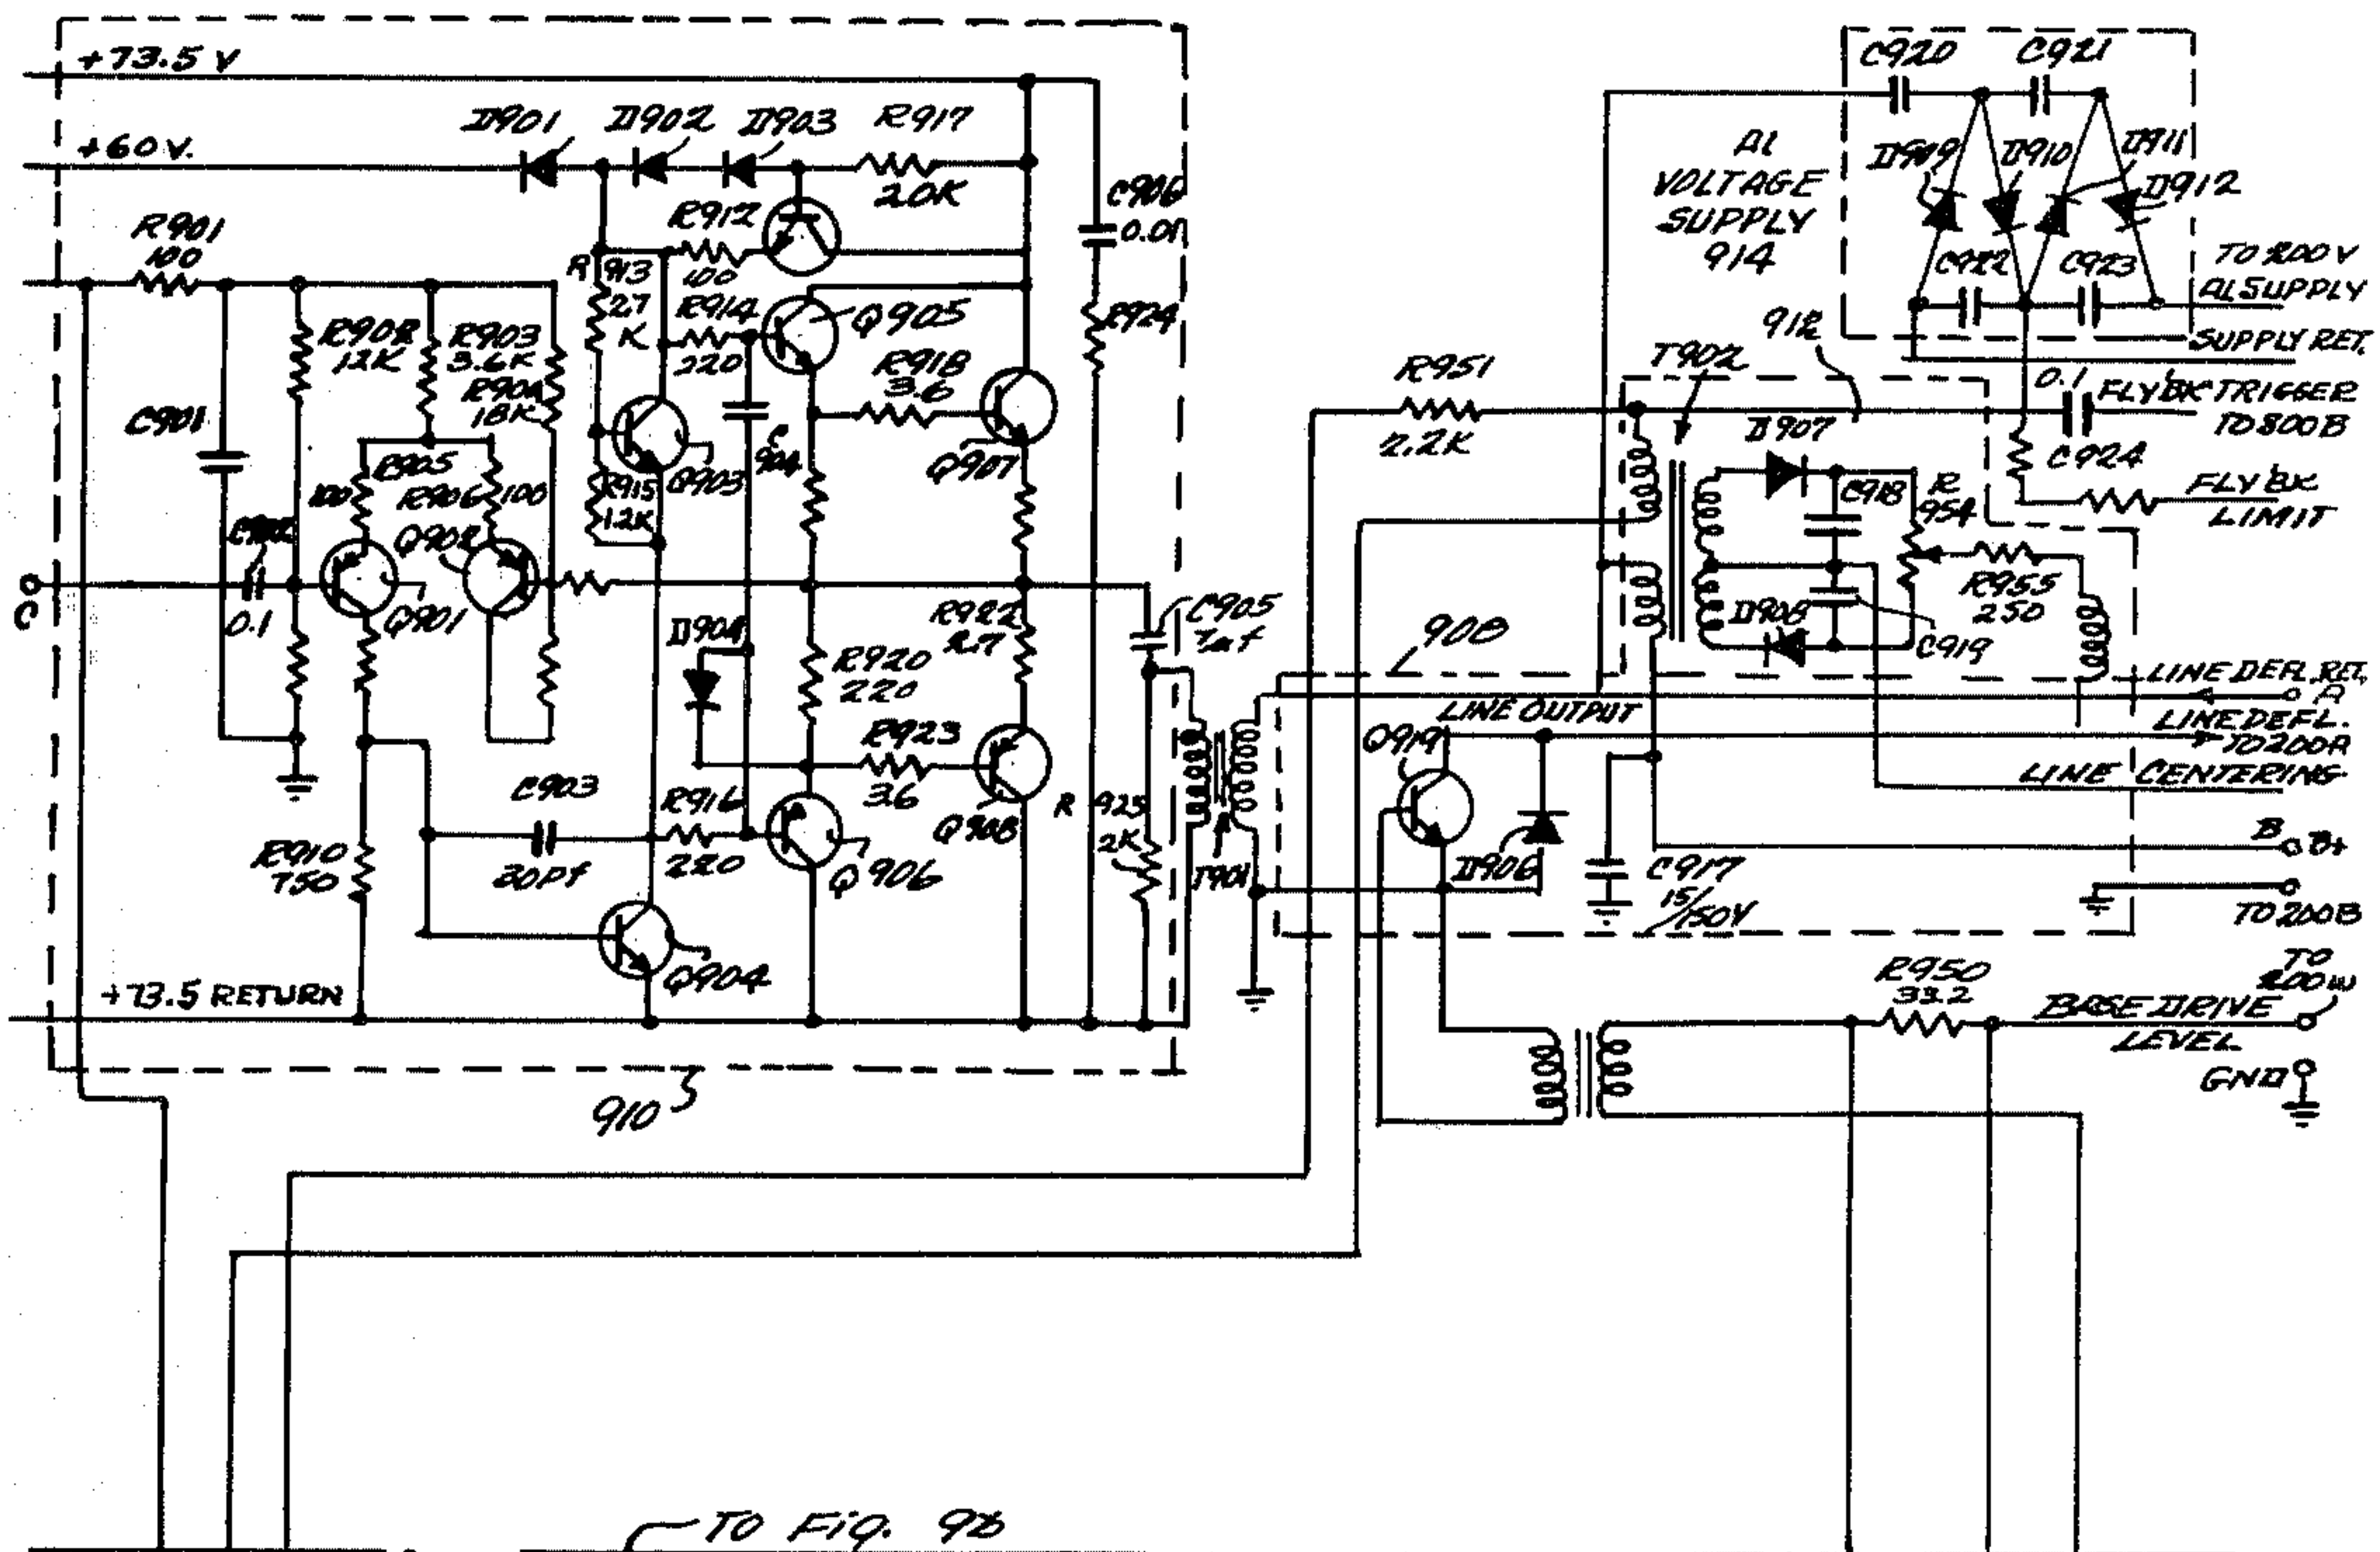 +73.5 V
C920 C921
D901 D902 D903 R917
+60 V.
20K
A1
VOLTAGE
SUPPLY
914
D909 D910 D911
D912
C906
0.01
R912
100
R901
100
C922 C923
TO 200V
A1 SUPPLY
SUPPLY RET.
R913
27
K
R914
220
Q905
R924
R902
12K
R903
3.6K
R904
18K
R918
3.6
912
T902
R951
2.2K
0.1
FLYBK TRIGGER
TO 800B
C924
D907
C901
C
904
Q907
R905
100
R906
100
R915
1.2K
Q903
C918
R
954
FLYBK
LIMIT
C902
0.1
Q902
C
Q901
D904
R922
2.7
C905
D908
R955
250
C919
908
R920
220
LINE DEFL. RET.
A
LINE OUTPUT
LINE DEFL.
TO 200A
R923
3.6
Q919
LINE CENTERING
C903
30Pf
R916
220
Q908
R 925
2K
R910
750
Q906
T901
D906
C917
15/150V
B B+
TO 200B
Q904
+73.5 RETURN
R950
33.2
TO
200W
BASE DRIVE
LEVEL
GND
910
TO Fig. 9b